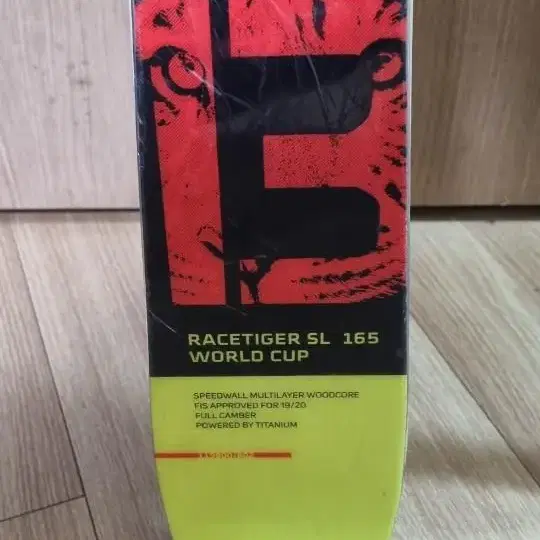 RACETIGER SL 165
WORLD CUP
SPEEDWALL MULTILAYER WOODCORE
FIS APPROVED FOR 19/20
FULL CAMBER
POWERED BY TITANIUM